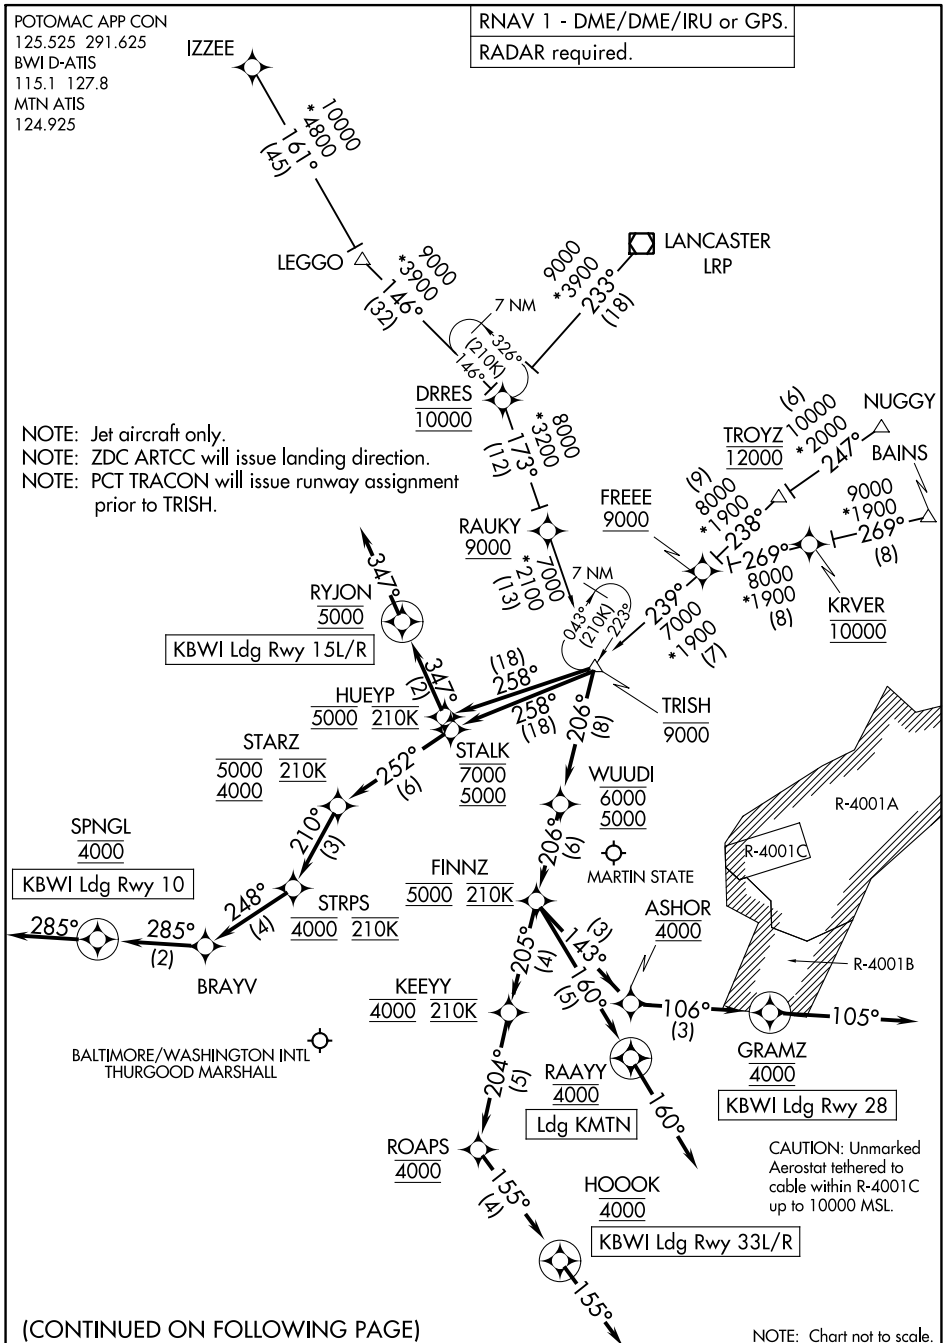 POTOMAC APP CON
125.525 291.625
BWI D-ATIS
115.1 127.8
MTN ATIS
124.925
RNAV 1 - DME/DME/IRU or GPS.
RADAR required.
IZZEE
10000
*4800
161°
(45)
LEGGO
9000
*3900
146°
(32)
LANCASTER
LRP
9000
*3900
233°
(18)
7 NM
326°
(210K)
146°
DRRES
10000
8000
*3200
173°
(12)
NOTE: Jet aircraft only.
NOTE: ZDC ARTCC will issue landing direction.
NOTE: PCT TRACON will issue runway assignment
prior to TRISH.
NUGGY
(6)
10000
*2000
247°
TROYZ
12000
BAINS
9000
*1900
269°
(8)
(9)
8000
*1900
238°
FREEE
9000
269°
8000
*1900
(8)
KRVER
10000
RAUKY
9000
7000
*2100
(13)
7 NM
043°
(210K)
223°
239°
7000
*1900
(7)
347°
RYJON
5000
KBWI Ldg Rwy 15L/R
347°
(2)
(18)
258°
258°
(18)
TRISH
9000
HUEYP
5000 210K
STALK
7000
5000
206°
(8)
STARZ
5000 210K
4000
252°
(6)
WUUDI
6000
5000
R-4001A
R-4001C
R-4001B
SPNGL
4000
KBWI Ldg Rwy 10
210°
(3)
206°
(6)
MARTIN STATE
FINNZ
5000 210K
STRPS
4000 210K
248°
(4)
285°
285°
(2)
BRAYV
ASHOR
4000
(3)
143°
160°
(5)
205°
(4)
KEEYY
4000 210K
106°
(3)
105°
GRAMZ
4000
KBWI Ldg Rwy 28
BALTIMORE/WASHINGTON INTL
THURGOOD MARSHALL
RAAYY
4000
Ldg KMTN
160°
204°
(5)
ROAPS
4000
155°
(4)
HOOOK
4000
KBWI Ldg Rwy 33L/R
155°
CAUTION: Unmarked
Aerostat tethered to
cable within R-4001C
up to 10000 MSL.
(CONTINUED ON FOLLOWING PAGE)
NOTE: Chart not to scale.